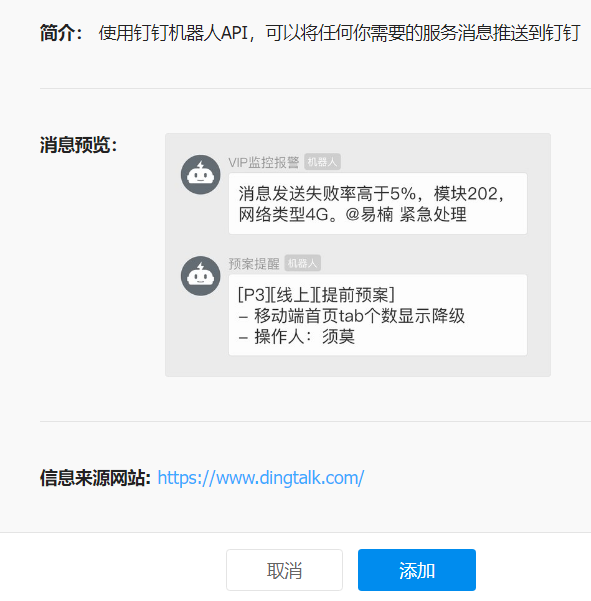 简介： 使用钉钉机器人API，可以将任何你需要的服务消息推送到钉钉
消息预览：
VIP监控报警 机器人
消息发送失败率高于5%，模块202，
网络类型4G。@易楠 紧急处理
预案提醒 机器人
[P3][线上][提前预案]
- 移动端首页tab个数显示降级
- 操作人：须莫
信息来源网站: https://www.dingtalk.com/
取消 添加